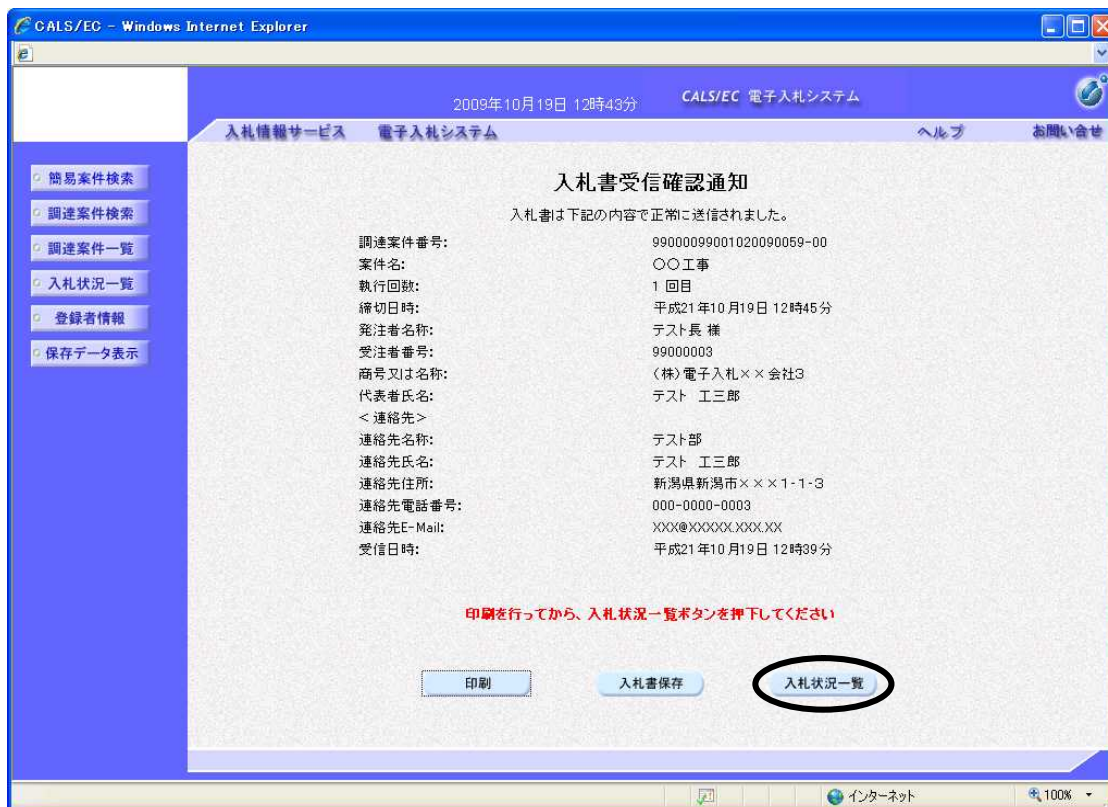 CALS/EC - Windows Internet Explorer
2009年10月19日 12時43分 CALS/EC 電子入札システム
入札情報サービス 電子入札システム ヘルプ お問い合せ
簡易案件検索
調達案件検索
調達案件一覧
入札状況一覧
登録者情報
保存データ表示
入札書受信確認通知
入札書は下記の内容で正常に送信されました。
調達案件番号: 99000099001020090059-00
案件名: 〇〇工事
執行回数: 1 回目
締切日時: 平成21年10月19日 12時45分
発注者名称: テスト長 様
受注者番号: 99000003
商号又は名称: (株)電子入札××会社3
代表者氏名: テスト 工三郎
<連絡先>
連絡先名称: テスト部
連絡先氏名: テスト 工三郎
連絡先住所: 新潟県新潟市×××1-1-3
連絡先電話番号: 000-0000-0003
連絡先E-Mail: XXX@XXXXX.XXX.XX
受信日時: 平成21年10月19日 12時39分
印刷を行ってから、入札状況一覧ボタンを押下してください
印刷 入札書保存 入札状況一覧
インターネット 100%